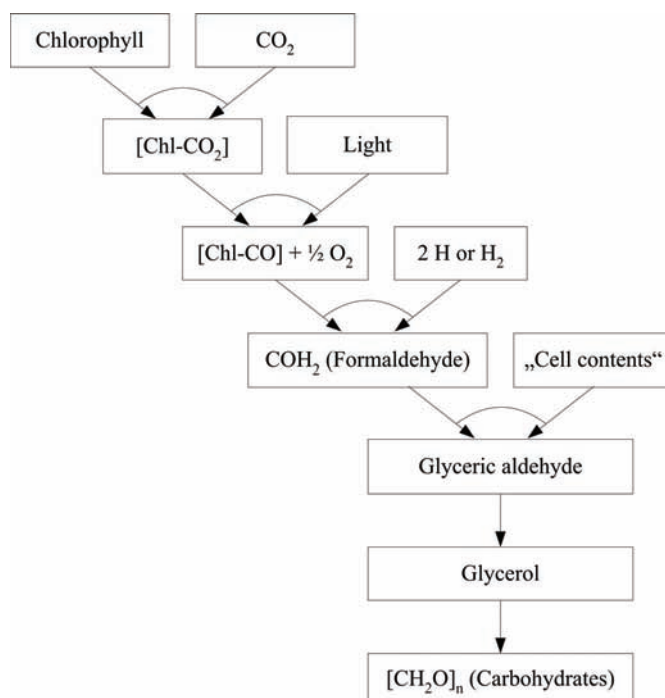 Chlorophyll
CO₂
[Chl-CO₂]
Light
[Chl-CO] + ½ O₂
2 H or H₂
COH₂ (Formaldehyde)
„Cell contents“
Glyceric aldehyde
Glycerol
[CH₂O]ₙ (Carbohydrates)